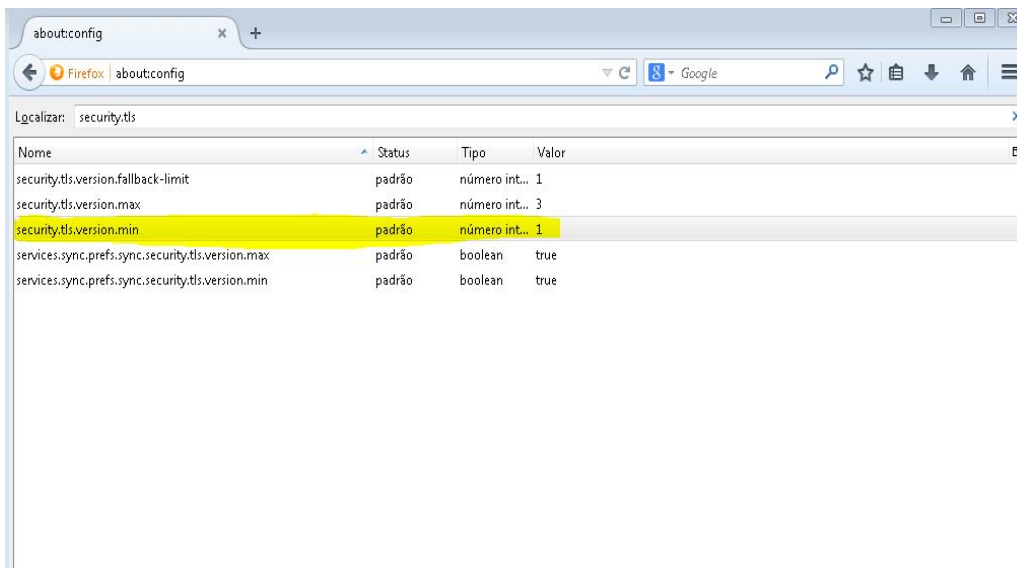 about:config
Firefox about:config Google
Localizar: security.tls
Nome Status Tipo Valor
security.tls.version.fallback-limit padrão número int... 1
security.tls.version.max padrão número int... 3
security.tls.version.min padrão número int... 1
services.sync.prefs.sync.security.tls.version.max padrão boolean true
services.sync.prefs.sync.security.tls.version.min padrão boolean true